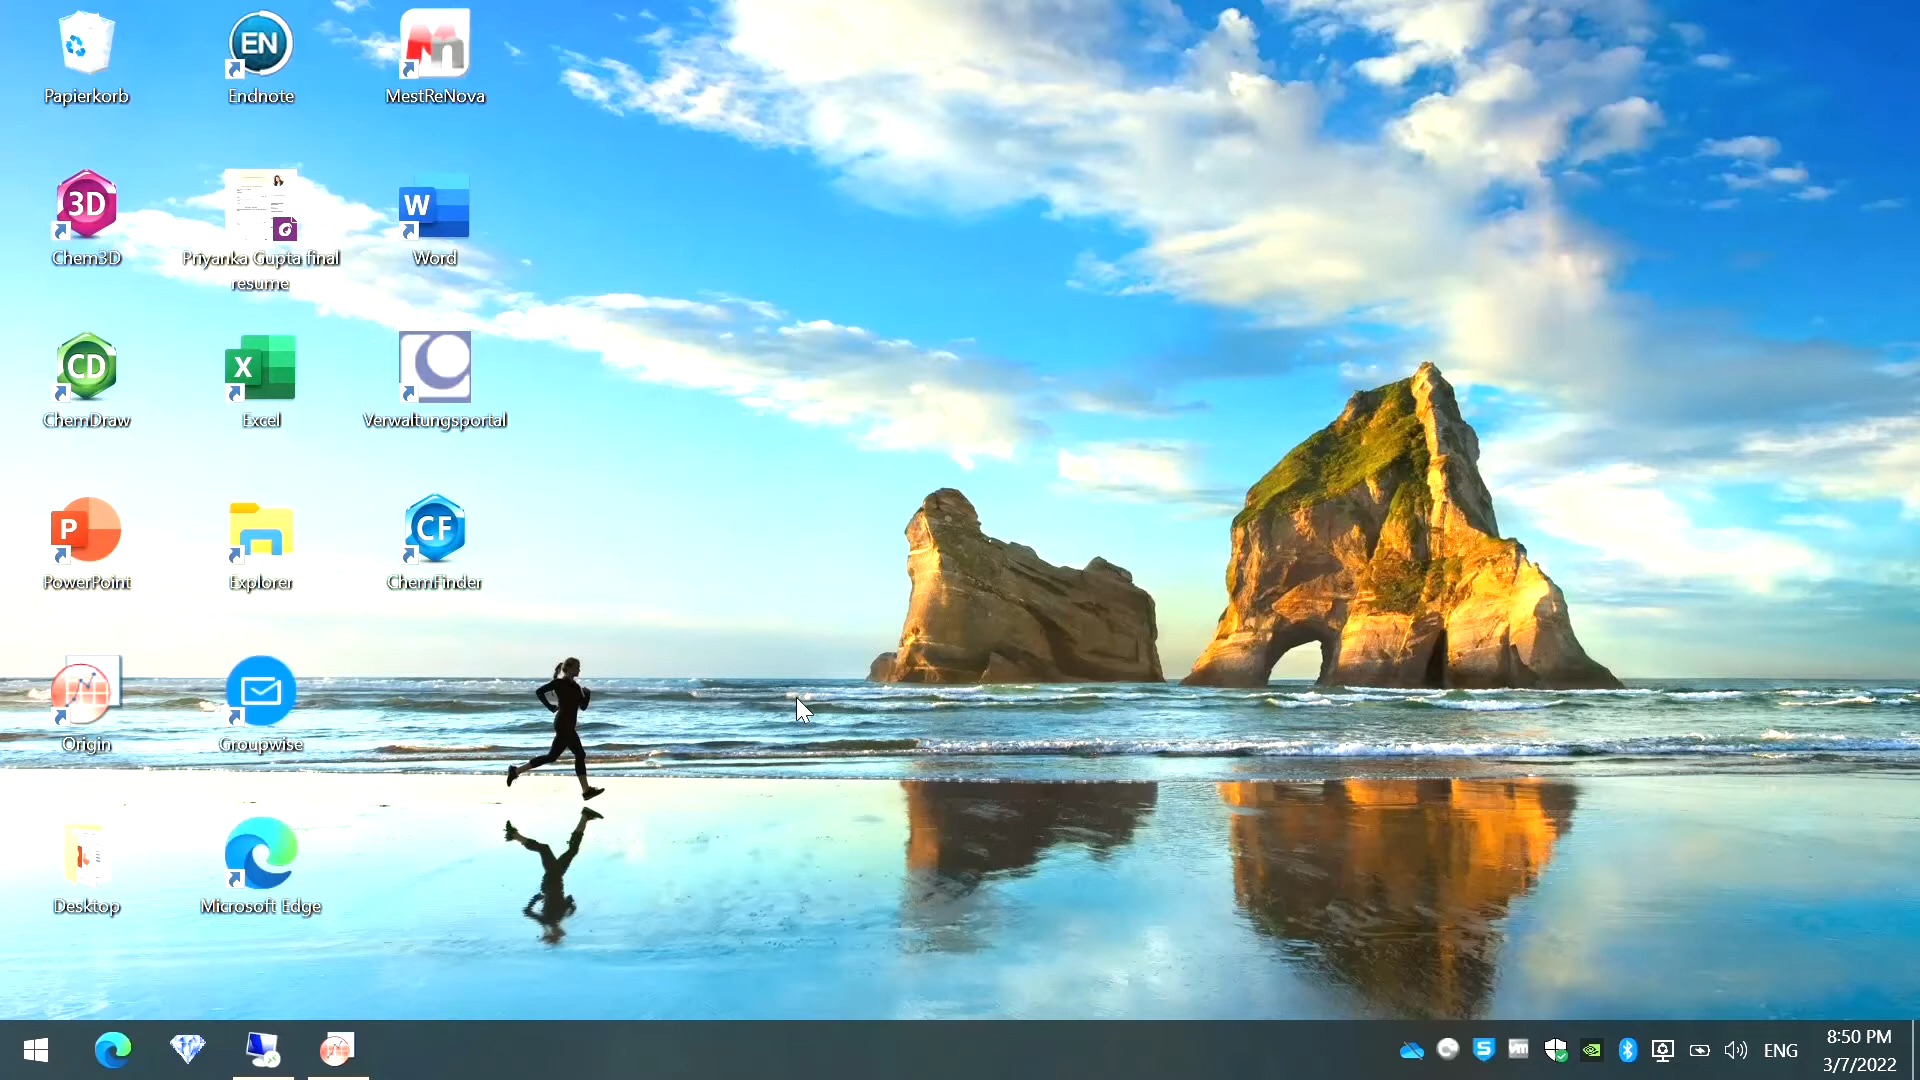 Papierkorb
EN
Endnote
MestReNova
3D
Chem3D
Priyanka Gupta final
resume
W
Word
CD
ChemDraw
X
Excel
Verwaltungsportal
P
PowerPoint
Explorer
CF
ChemFinder
Origin
Groupwise
Desktop
Microsoft Edge
S
vm
ENG
8:50 PM
3/7/2022